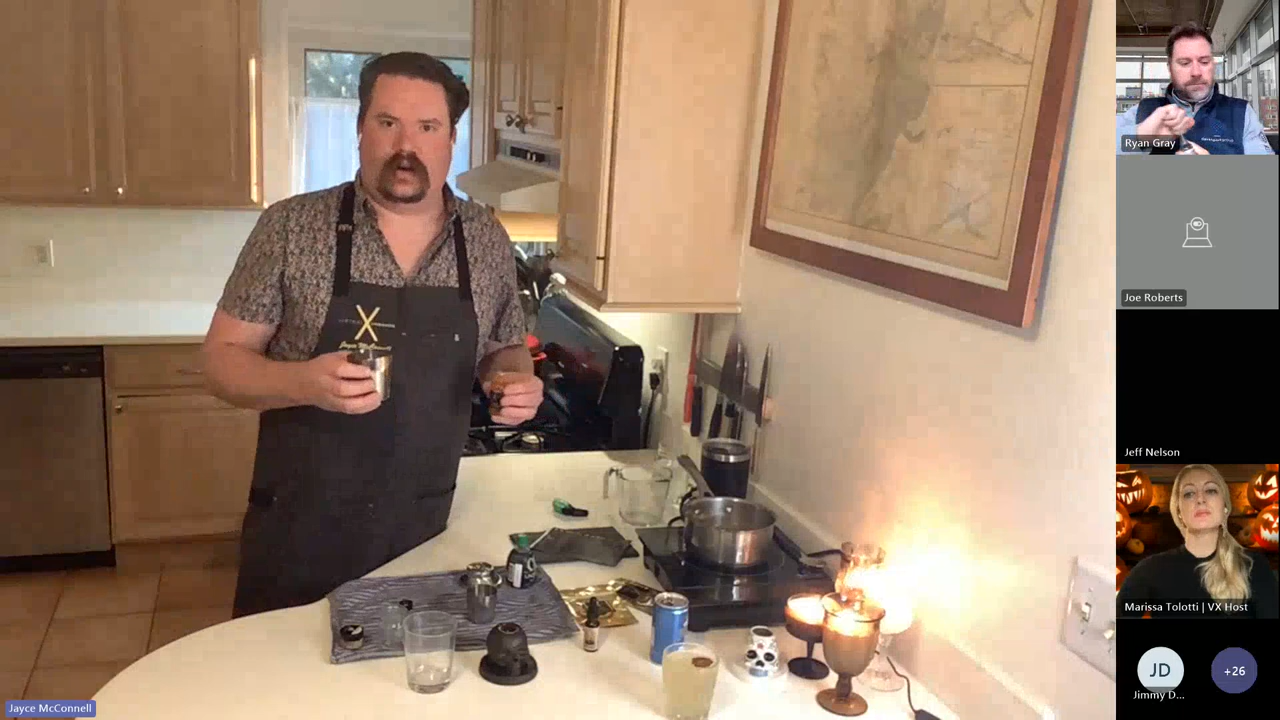 Ryan Gray
Joe Roberts
Jeff Nelson
Marissa Tolotti | VX Host
JD
+26
Jimmy D...
X
Jayce McConnell